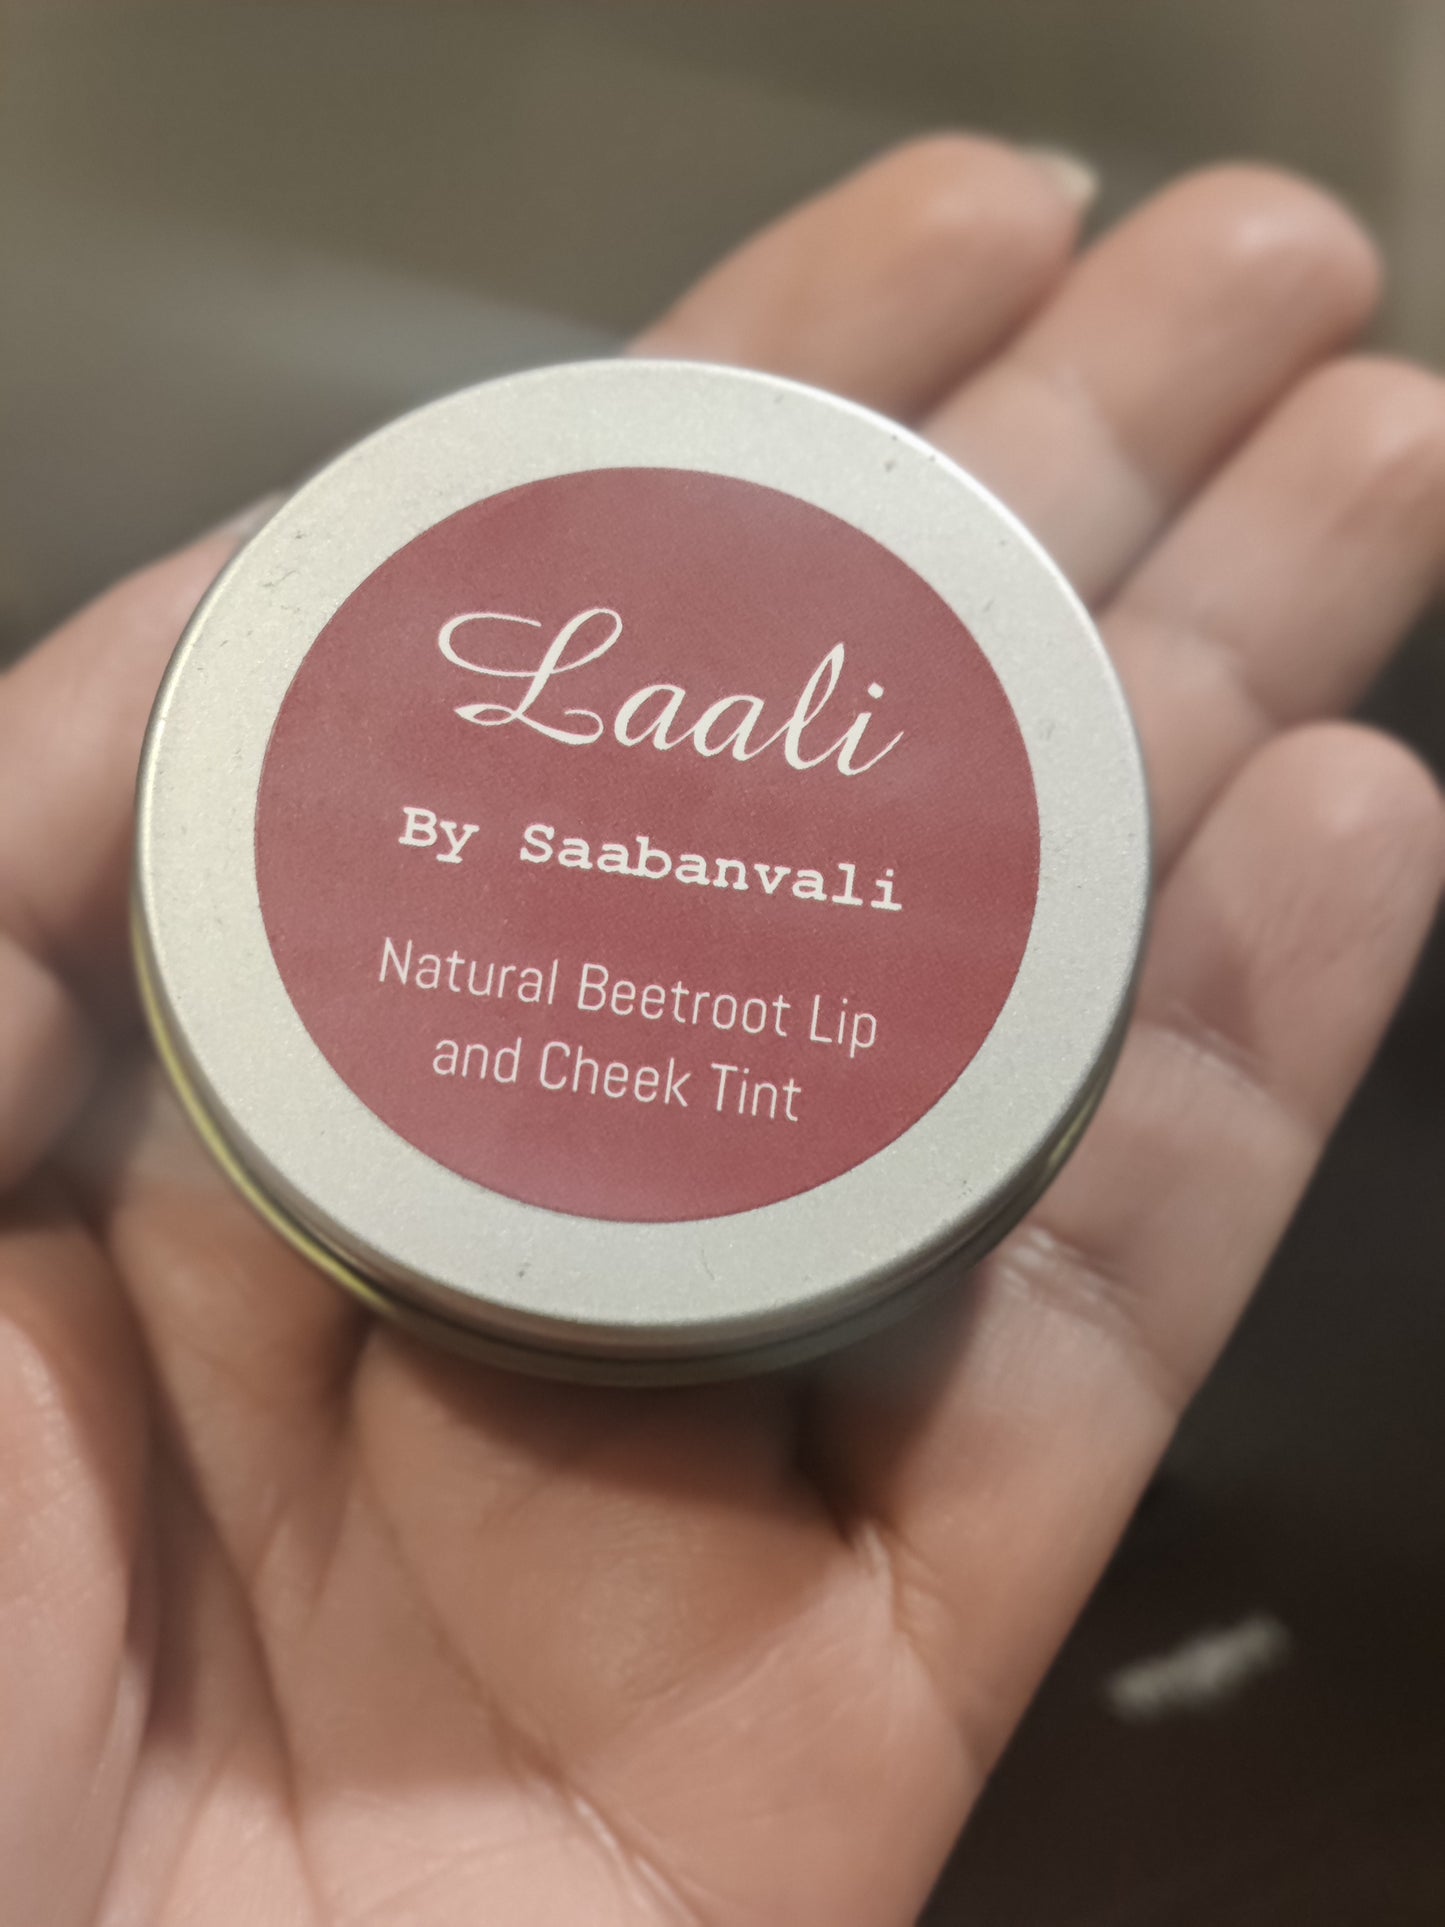 Laali
By Saabanvali
Natural Beetroot Lip
and Cheek Tint